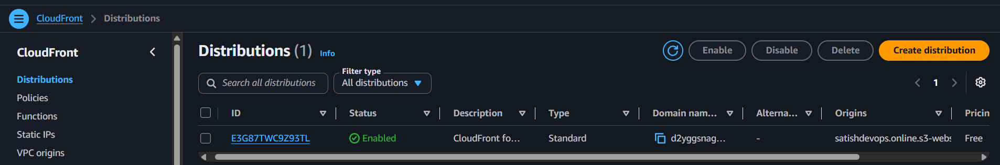 CloudFront > Distributions
CloudFront
Distributions
Policies
Functions
Static IPs
VPC origins
Distributions (1) Info
Enable Disable Delete Create distribution
Search all distributions
Filter type
All distributions
1
ID Status Description Type Domain nam... Alterna... Origins Pricin
E3G87TWC9Z93TL Enabled CloudFront fo... Standard d2yggsnag... - satishdevops.online.s3-webs Free